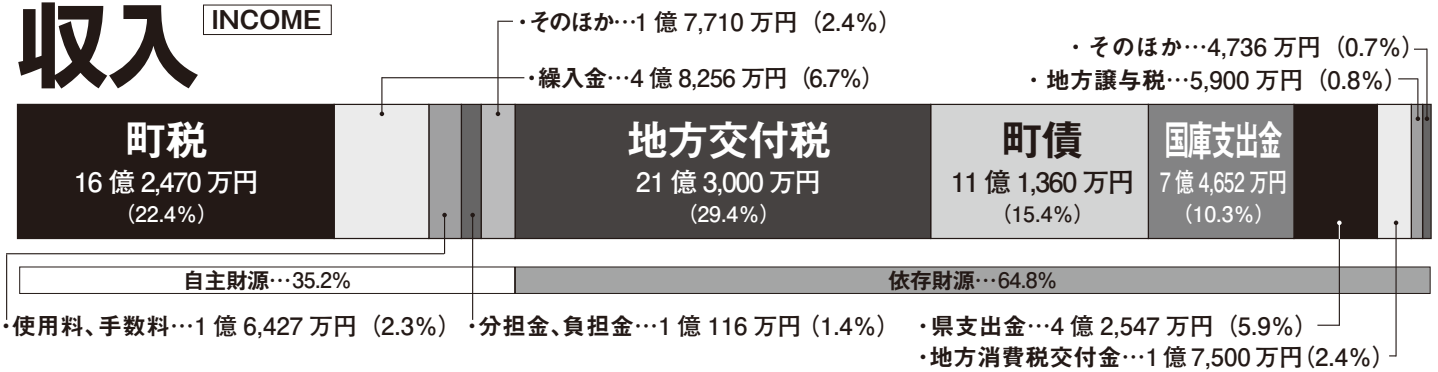 収入
INCOME
・そのほか…1億7,710万円（2.4%）
・繰入金…4億8,256万円（6.7%）
・そのほか…4,736万円（0.7%）
・地方譲与税…5,900万円（0.8%）
町税
16億2,470万円
（22.4%）
地方交付税
21億3,000万円
（29.4%）
町債
11億1,360万円
（15.4%）
国庫支出金
7億4,652万円
（10.3%）
自主財源…35.2%
依存財源…64.8%
・使用料、手数料…1億6,427万円（2.3%）
・分担金、負担金…1億116万円（1.4%）
・県支出金…4億2,547万円（5.9%）
・地方消費税交付金…1億7,500万円（2.4%）